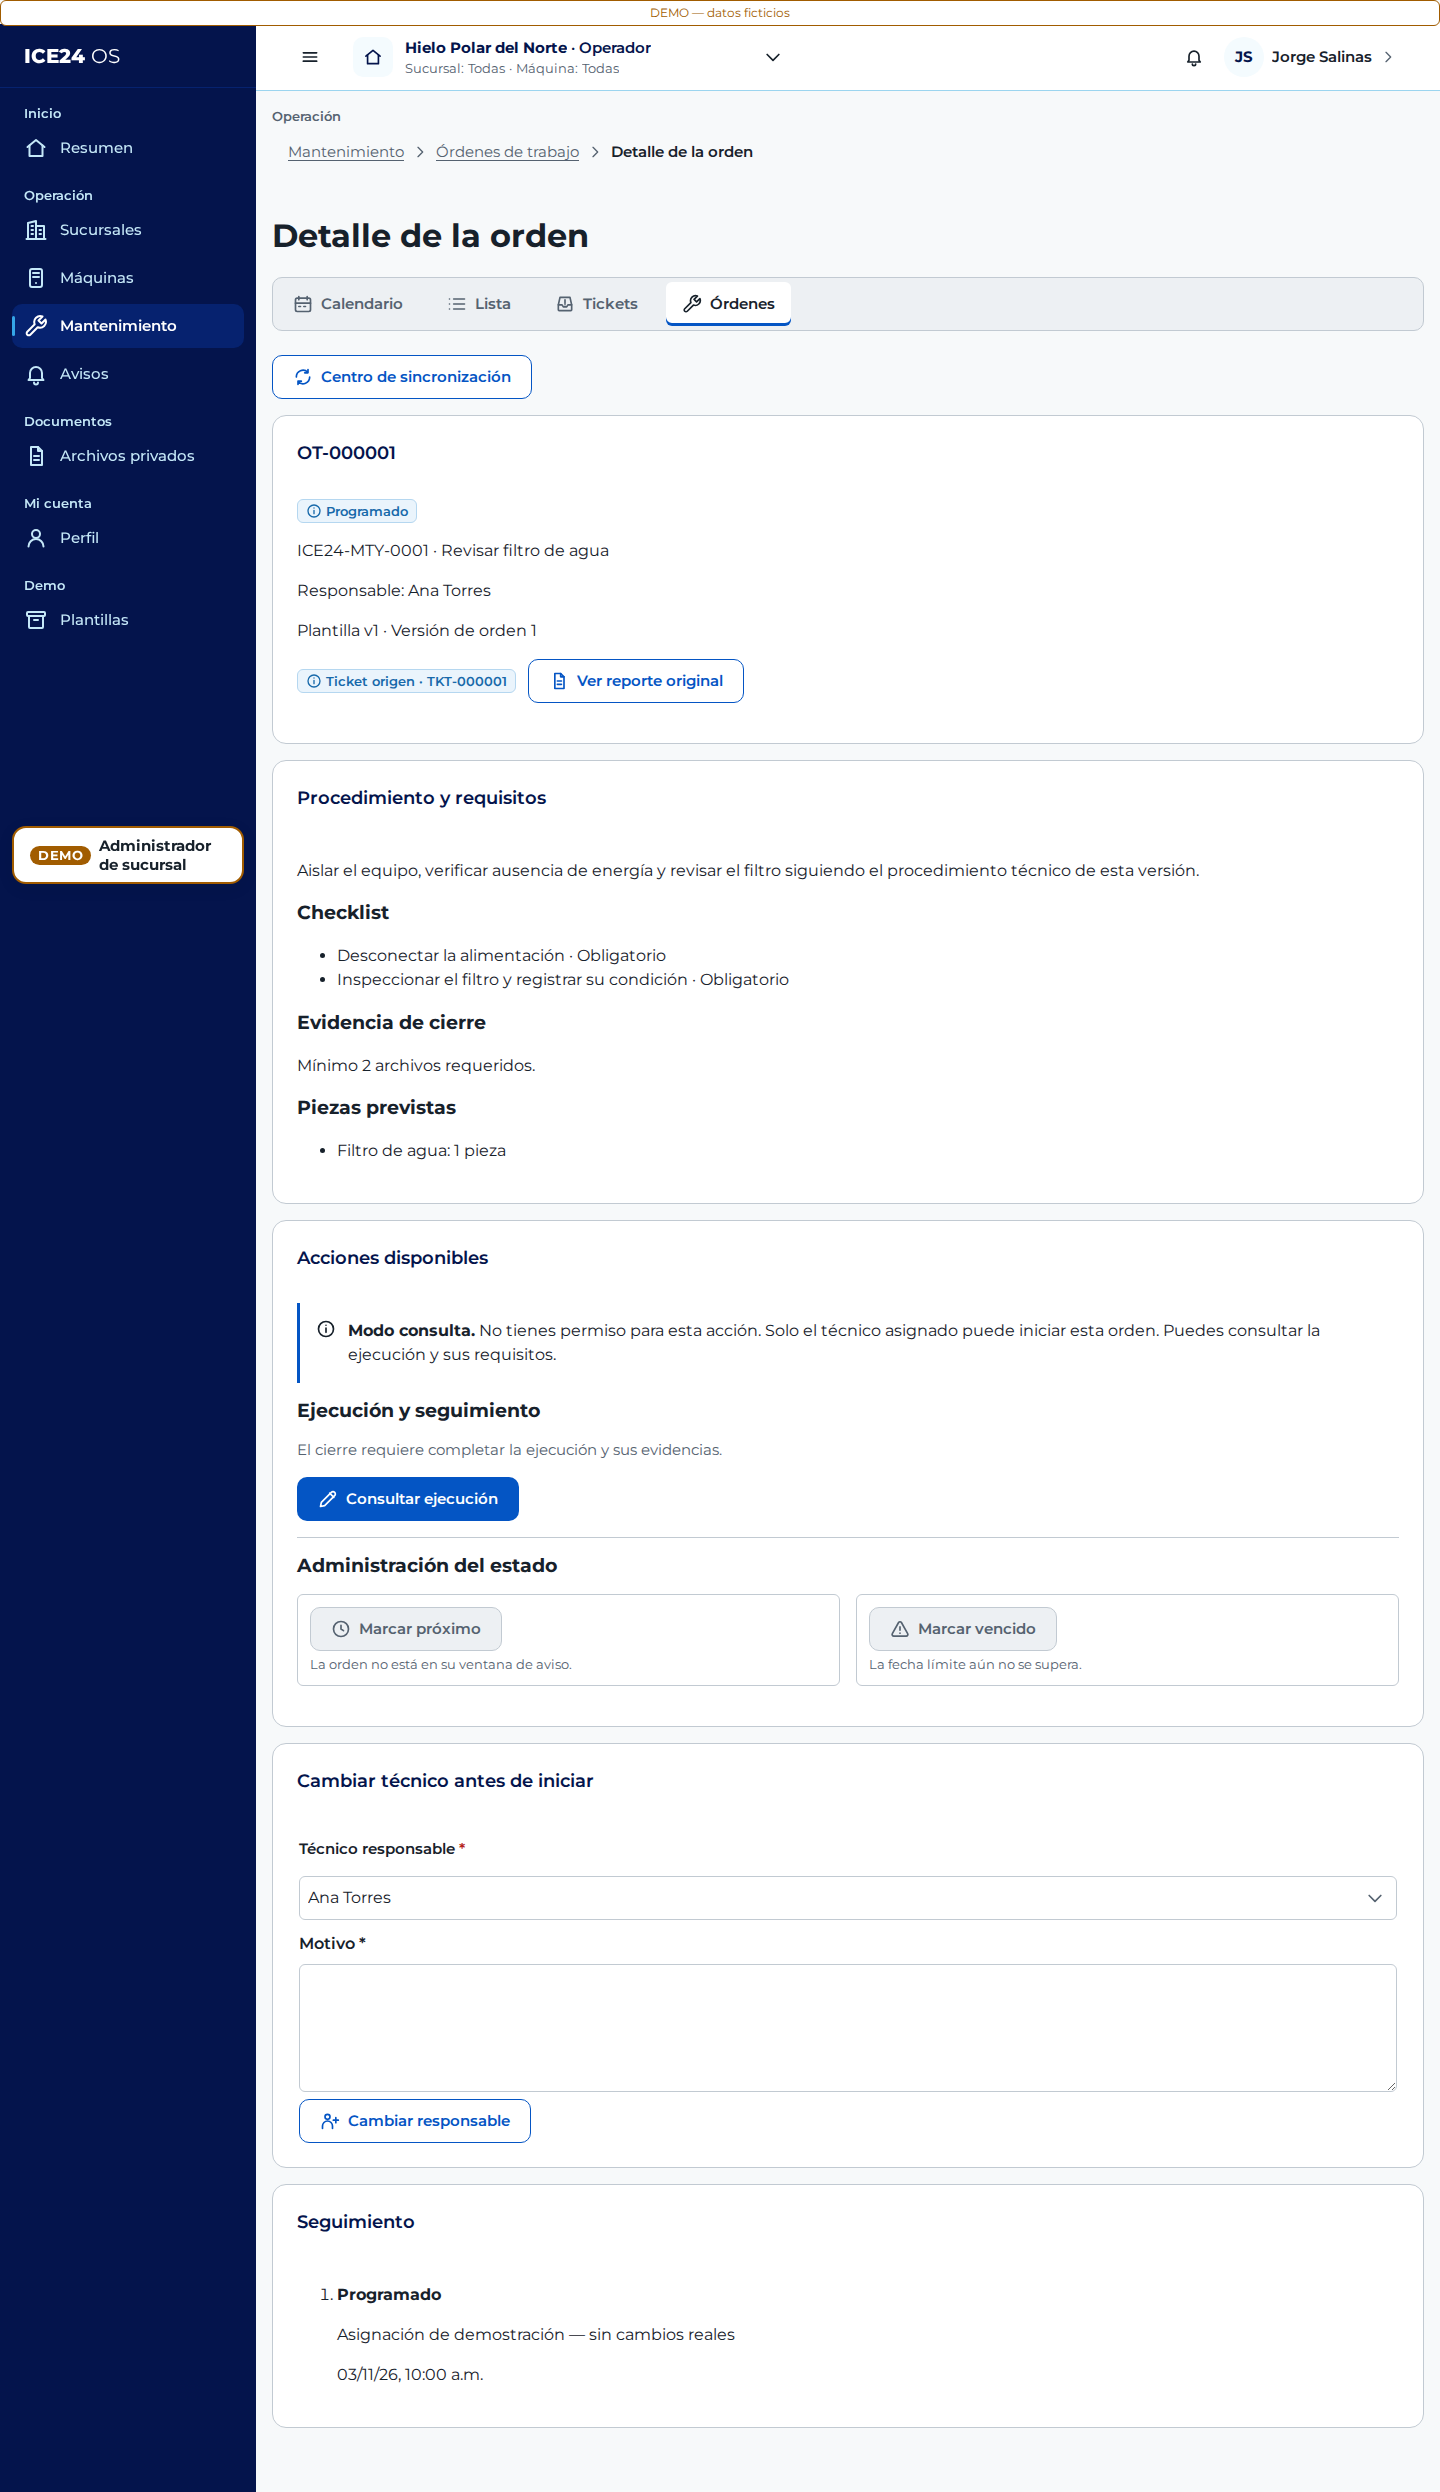 DEMO — datos ficticios
ICE24 OS
Inicio
Resumen
Operación
Sucursales
Máquinas
Mantenimiento
Avisos
Documentos
Archivos privados
Mi cuenta
Perfil
Demo
Plantillas
DEMO Administrador
de sucursal
Hielo Polar del Norte · Operador
Sucursal: Todas · Máquina: Todas
JS Jorge Salinas
Operación
Mantenimiento > Órdenes de trabajo > Detalle de la orden
Detalle de la orden
Calendario Lista Tickets Órdenes
Centro de sincronización
OT-000001
Programado
ICE24-MTY-0001 · Revisar filtro de agua
Responsable: Ana Torres
Plantilla v1 · Versión de orden 1
Ticket origen · TKT-000001 Ver reporte original
Procedimiento y requisitos
Aislar el equipo, verificar ausencia de energía y revisar el filtro siguiendo el procedimiento técnico de esta versión.
Checklist
• Desconectar la alimentación · Obligatorio
• Inspeccionar el filtro y registrar su condición · Obligatorio
Evidencia de cierre
Mínimo 2 archivos requeridos.
Piezas previstas
• Filtro de agua: 1 pieza
Acciones disponibles
Modo consulta. No tienes permiso para esta acción. Solo el técnico asignado puede iniciar esta orden. Puedes consultar la
ejecución y sus requisitos.
Ejecución y seguimiento
El cierre requiere completar la ejecución y sus evidencias.
Consultar ejecución
Administración del estado
Marcar próximo
La orden no está en su ventana de aviso.
Marcar vencido
La fecha límite aún no se supera.
Cambiar técnico antes de iniciar
Técnico responsable *
Ana Torres
Motivo *
Cambiar responsable
Seguimiento
1. Programado
Asignación de demostración — sin cambios reales
03/11/26, 10:00 a.m.